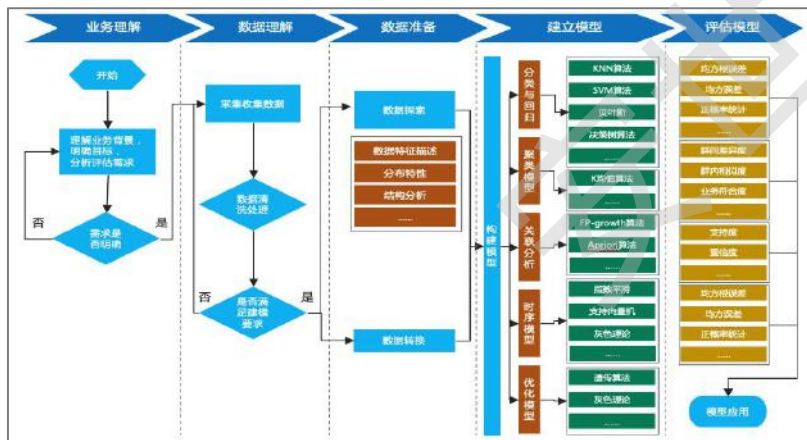 业务理解
数据理解
数据准备
建立模型
评估模型
开始
理解业务背景,
明确目标,
分析评估需求
否
是
需求是
否明确
采集收集数据
数据清
洗处理
否
是
是否满
足建模
要求
数据探索
数据特征描述
分布特性
结构分析
......
数据转换
构建模型
分类与回归
KNN算法
SVM算法
贝叶斯
决策树算法
......
聚类模型
K均值算法
......
关联分析
FP-growth算法
Apriori算法
......
时序模型
指数平滑
支持向量机
灰色理论
......
优化模型
遗传算法
灰色理论
......
均方根误差
均方误差
正概率统计
......
群间差异度
群内相似度
业务符合度
......
支持度
置信度
......
均方根误差
均方误差
正概率统计
......
模型应用